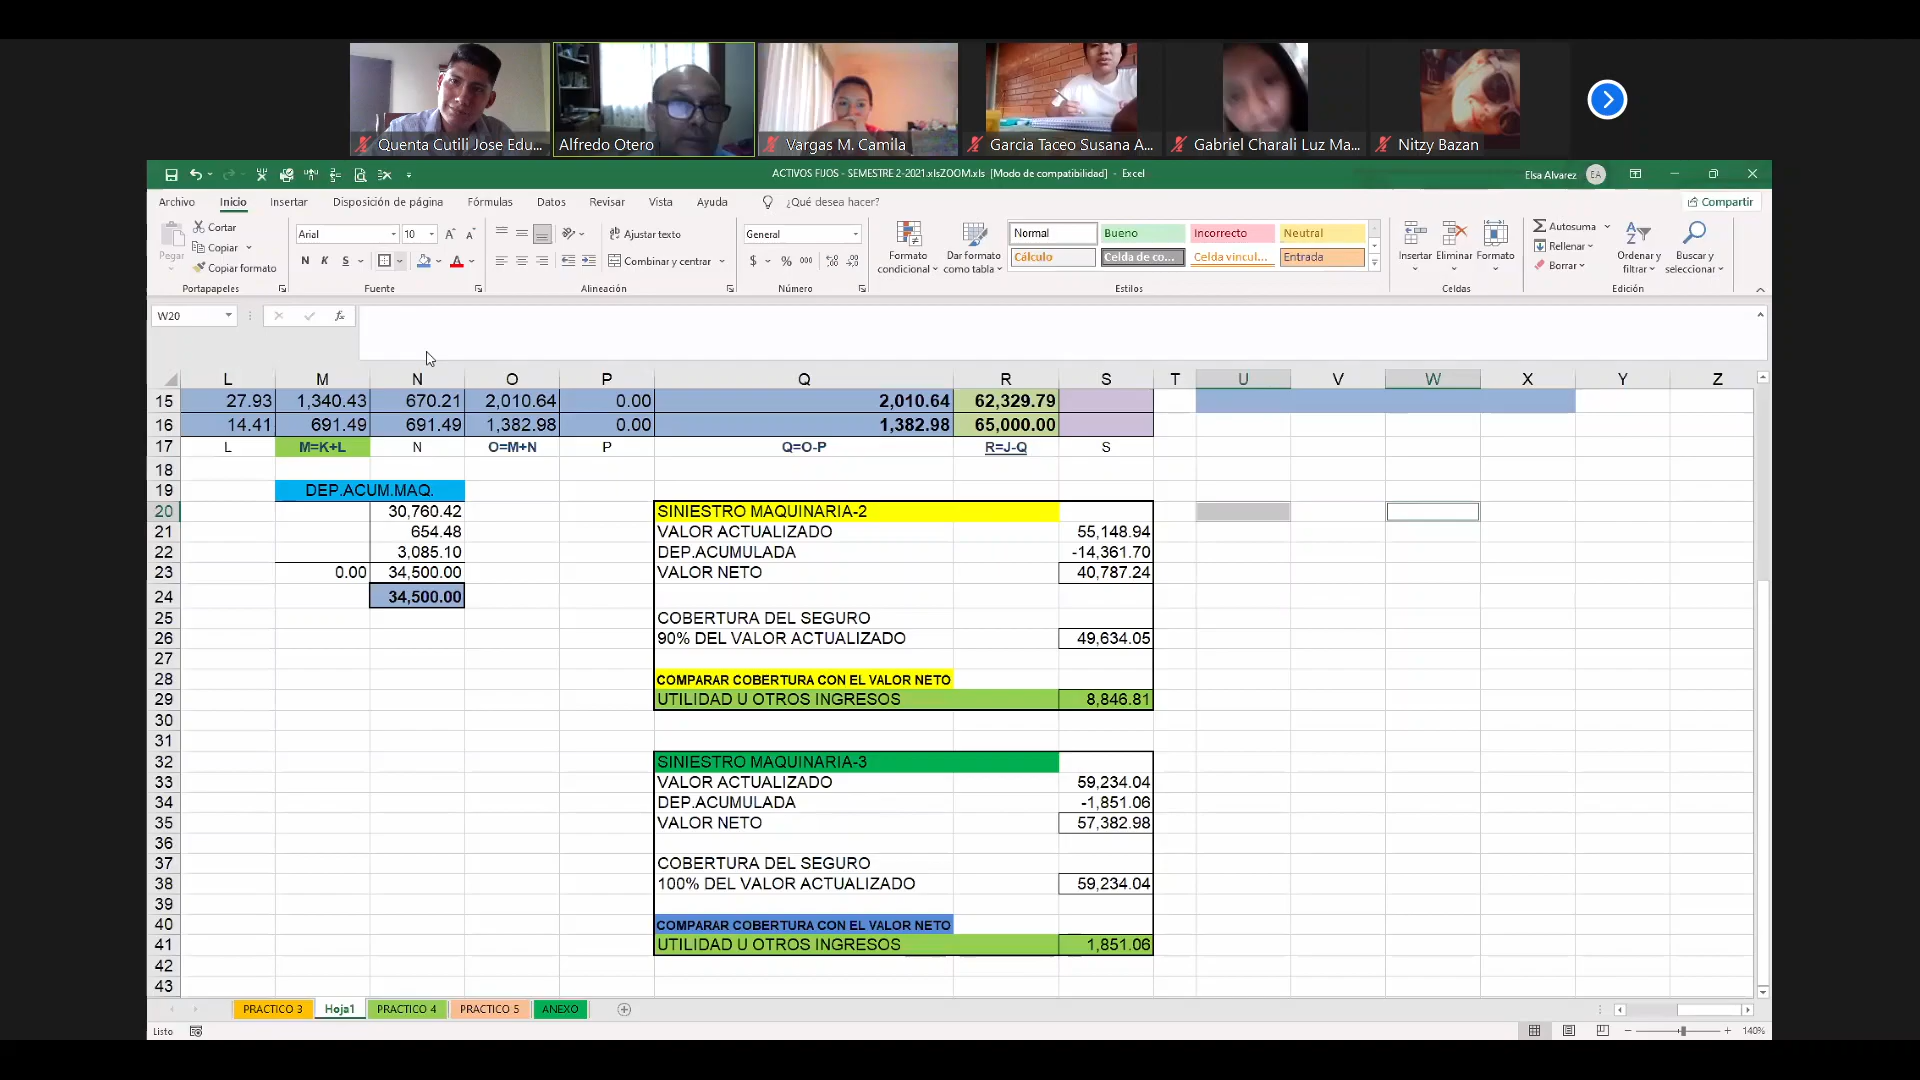 Quenta Cutili Jose Edu...
Alfredo Otero
Vargas M. Camila
Garcia Taceo Susana A...
Gabriel Charali Luz Ma...
Nitzy Bazan
ACTIVOS FIJOS - SEMESTRE 2-2021.xlsZOOM.xls [Modo de compatibilidad] - Excel
Elsa Alvarez EA
Archivo Inicio Insertar Disposición de página Fórmulas Vista Datos Revisar Vista Ayuda ¿Qué desea hacer? Compartir
Pegar
Cortar
Copiar
Copiar formato
Portapapeles
Arial 10
N K S
Fuente
Ajustar texto
Combinar y centrar
Alineación
General
$ % 000
Número
Formato condicional
Dar formato como tabla
Normal Bueno Incorrecto Neutral
Cálculo Celda de co... Celda vincul... Entrada
Estilos
Insertar Eliminar Formato
Celdas
Autosuma
Rellenar
Borrar
Ordenar y filtrar
Buscar y seleccionar
Edición
W20 fx
L M N O P Q R S T U V W X Y Z
15 27.93 1,340.43 670.21 2,010.64 0.00 2,010.64 62,329.79
16 14.41 691.49 691.49 1,382.98 0.00 1,382.98 65,000.00
17 L M=K+L N O=M+N P Q=O-P R=J-Q S
18
19 DEP.ACUM.MAQ.
20 30,760.42 SINIESTRO MAQUINARIA-2
21 654.48 VALOR ACTUALIZADO 55,148.94
22 3,085.10 DEP.ACUMULADA -14,361.70
23 0.00 34,500.00 VALOR NETO 40,787.24
24 34,500.00
25 COBERTURA DEL SEGURO
26 90% DEL VALOR ACTUALIZADO 49,634.05
27
28 COMPARAR COBERTURA CON EL VALOR NETO
29 UTILIDAD U OTROS INGRESOS 8,846.81
30
31
32 SINIESTRO MAQUINARIA-3
33 VALOR ACTUALIZADO 59,234.04
34 DEP.ACUMULADA -1,851.06
35 VALOR NETO 57,382.98
36
37 COBERTURA DEL SEGURO
38 100% DEL VALOR ACTUALIZADO 59,234.04
39
40 COMPARAR COBERTURA CON EL VALOR NETO
41 UTILIDAD U OTROS INGRESOS 1,851.06
42
43
PRACTICO 3 Hoja1 PRACTICO 4 PRACTICO 5 ANEXO
Listo 140%